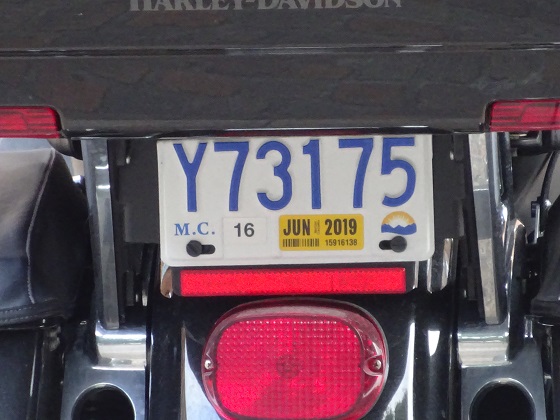 HARLEY-DAVIDSON
Y73175
M.C. 16 JUN 2019
15916138